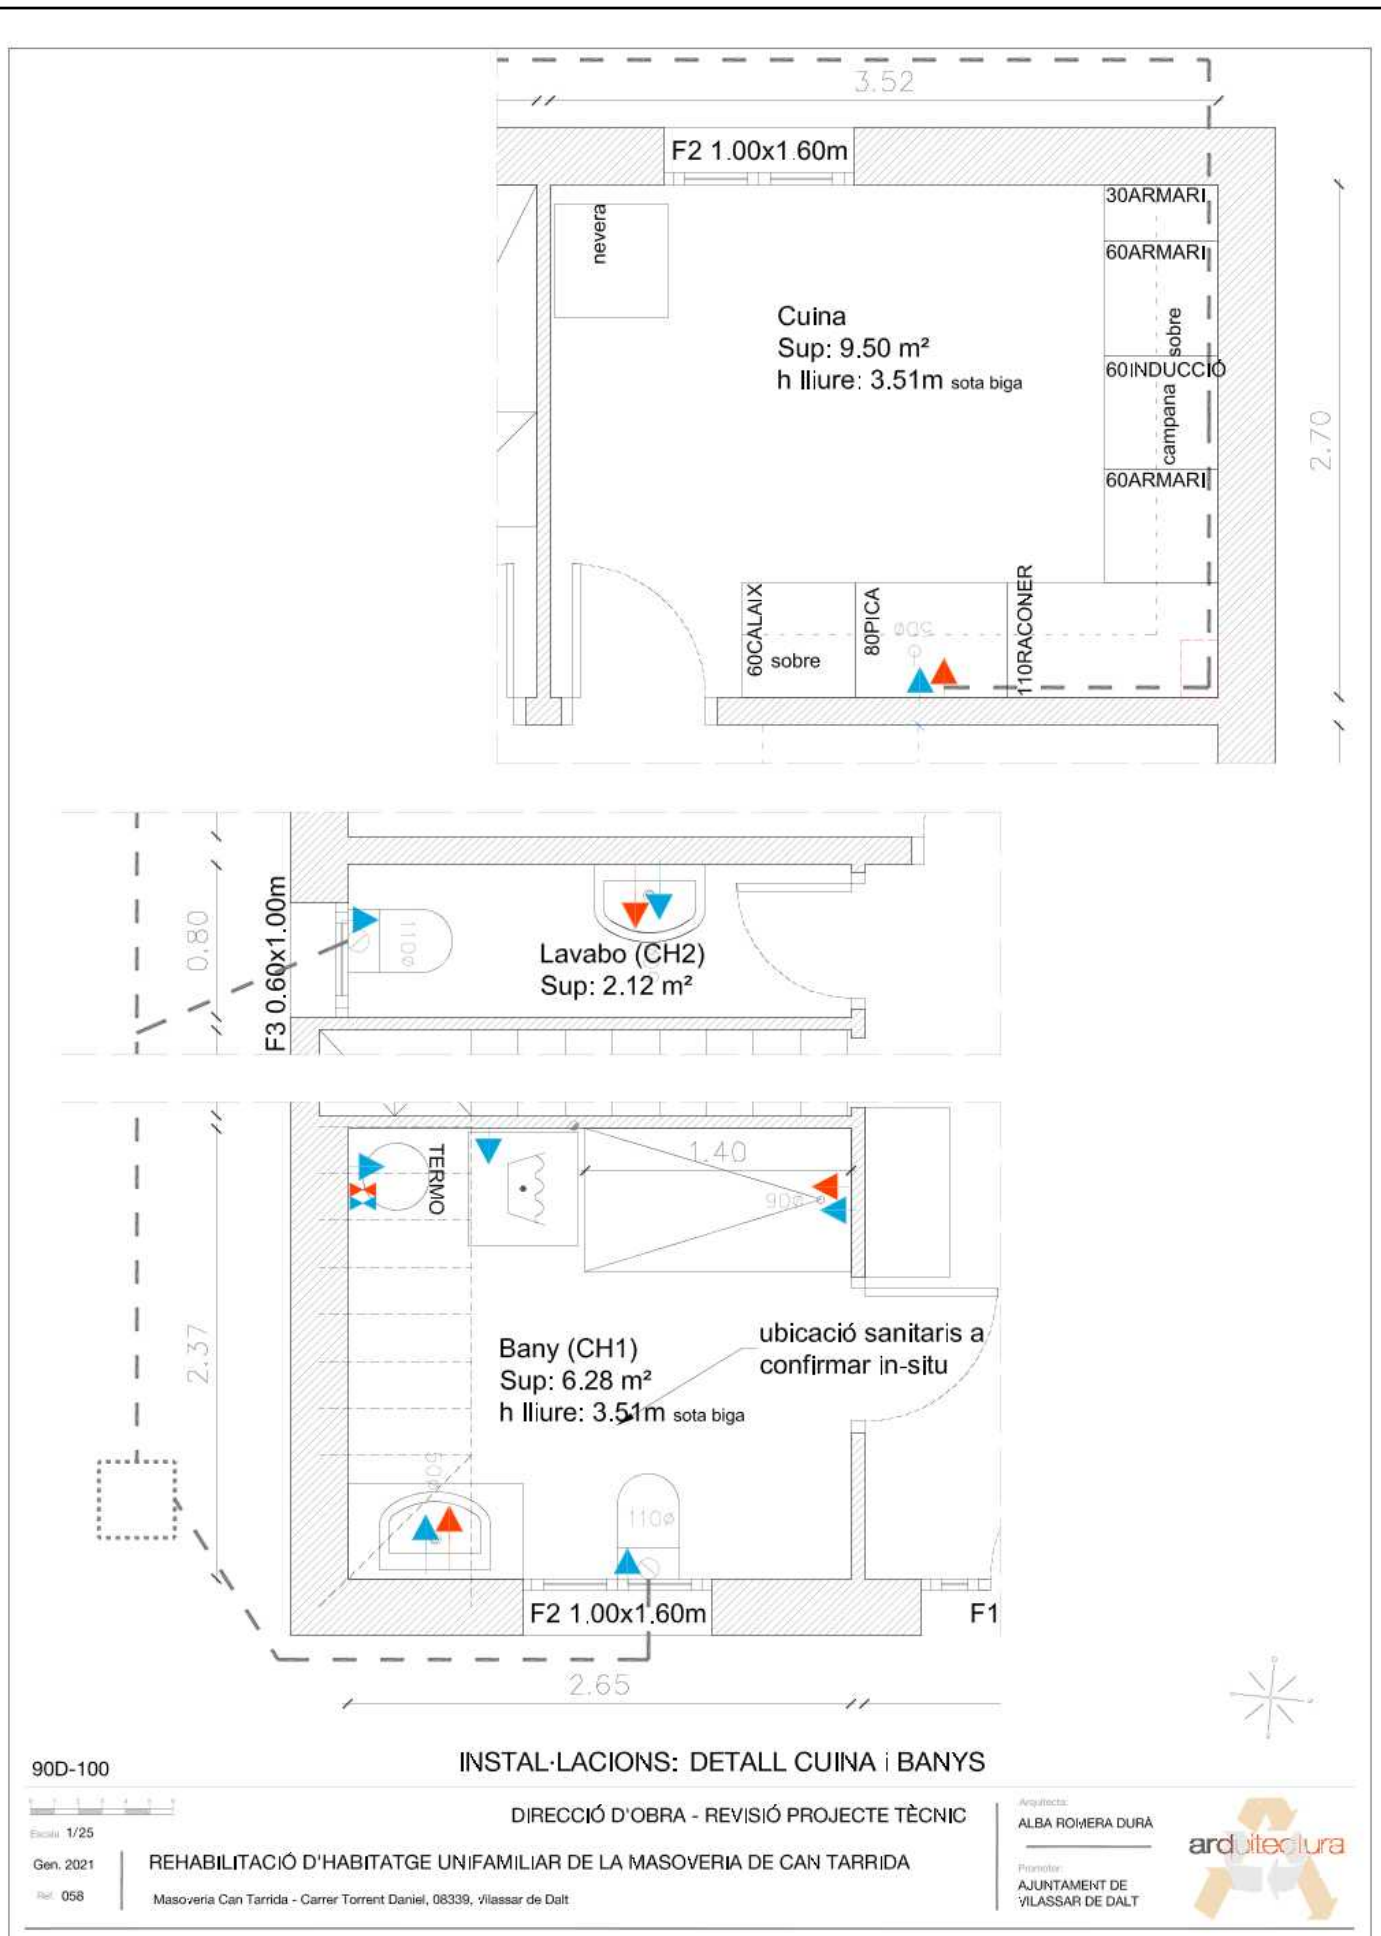 3.52
F2 1.00x1.60m
30ARMARI
nevera
60ARMARI
Cuina
Sup: 9.50 m²
h lliure: 3.51m sota biga
sobre
60INDUCCIÓ
campana
2.70
60ARMARI
60CALAIX
sobre
80PICA
50ø
110RACONER
0.80
F3 0.60x1.00m
110ø
Lavabo (CH2)
Sup: 2.12 m²
TERMO
1.40
90ø
2.37
Bany (CH1)
Sup: 6.28 m²
h lliure: 3.51m sota biga
ubicació sanitaris a
confirmar in-situ
50ø
110ø
F2 1.00x1.60m
F1
2.65
90D-100
INSTAL·LACIONS: DETALL CUINA i BANYS
Escala 1/25
DIRECCIÓ D'OBRA - REVISIÓ PROJECTE TÈCNIC
Gen. 2021
REHABILITACIÓ D'HABITATGE UNIFAMILIAR DE LA MASOVERIA DE CAN TARRIDA
Ref. 058
Masoveria Can Tarrida - Carrer Torrent Daniel, 08339, Vilassar de Dalt
Arquitecta:
ALBA ROMERA DURÀ
Promotor:
AJUNTAMENT DE
VILASSAR DE DALT
arquitectura